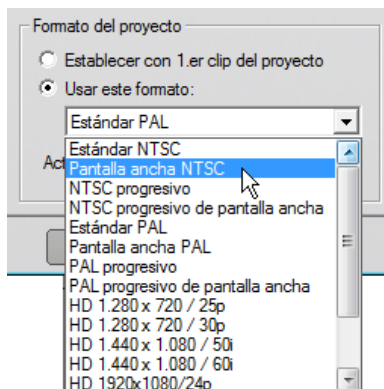 Formato del proyecto
Establecer con 1.er clip del proyecto
Usar este formato:
Estándar PAL
Estándar NTSC
Act
Pantalla ancha NTSC
NTSC progresivo
NTSC progresivo de pantalla ancha
Estándar PAL
Pantalla ancha PAL
PAL progresivo
PAL progresivo de pantalla ancha
HD 1.280 x 720 / 25p
HD 1.280 x 720 / 30p
HD 1.440 x 1.080 / 50i
HD 1.440 x 1.080 / 60i
HD 1920x1080/24p